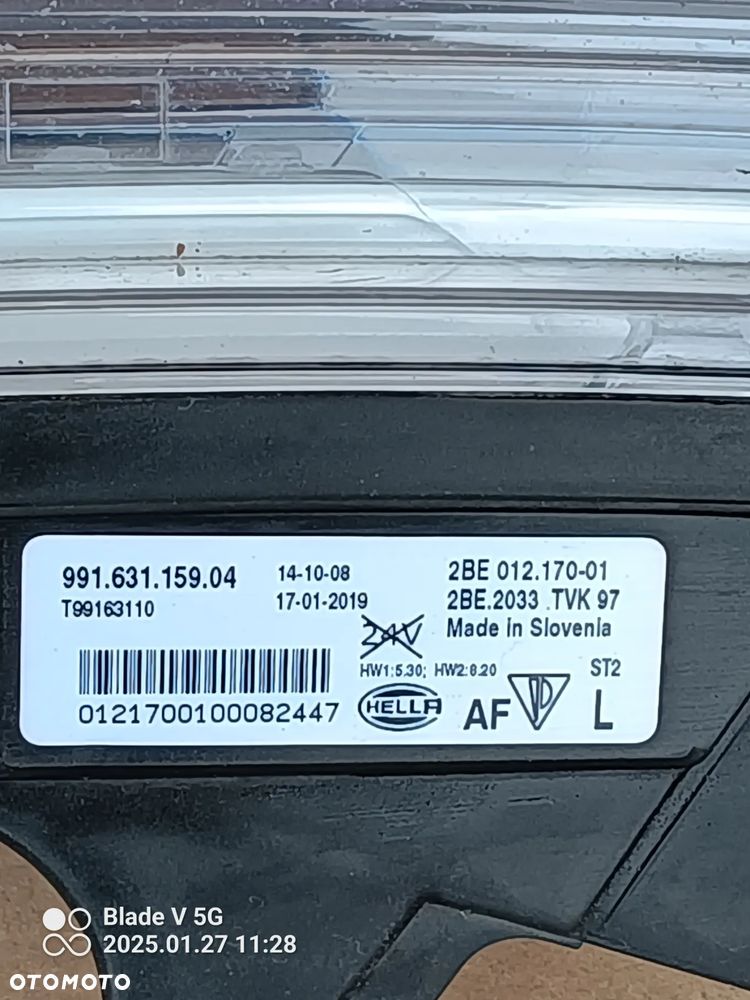 991.631.159.04
T99163110
14-10-08
17-01-2019
2BE 012.170-01
2BE.2033 TVK 97
Made in Slovenia
24V
HW1:5.30; HW2:8.20
ST2
0121700100082447
HELLA
AF
L
Blade V 5G
2025.01.27 11:28
OTOMOTO